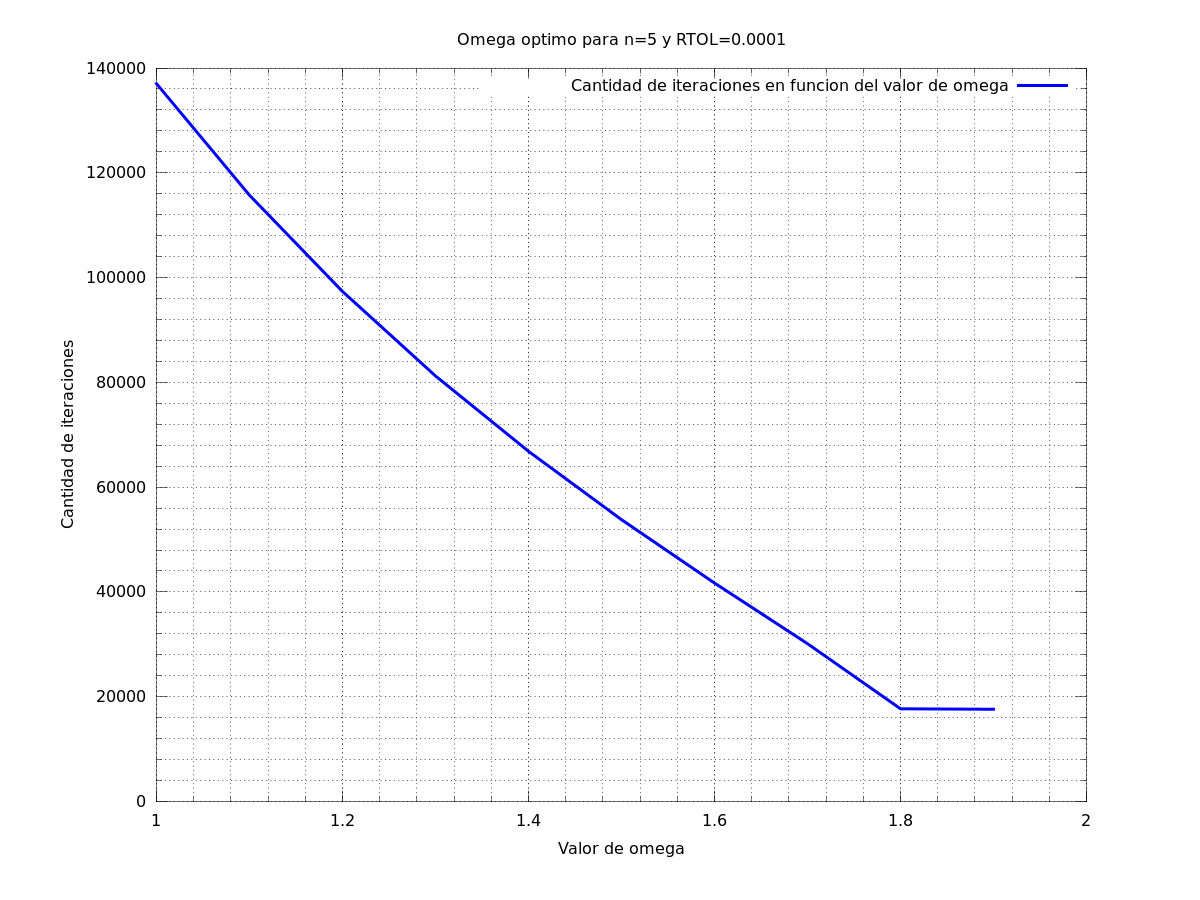 Omega optimo para n=5 y RTOL=0.0001
Cantidad de iteraciones en funcion del valor de omega
140000
120000
100000
80000
60000
40000
20000
0
Cantidad de iteraciones
1 1.2 1.4 1.6 1.8 2
Valor de omega